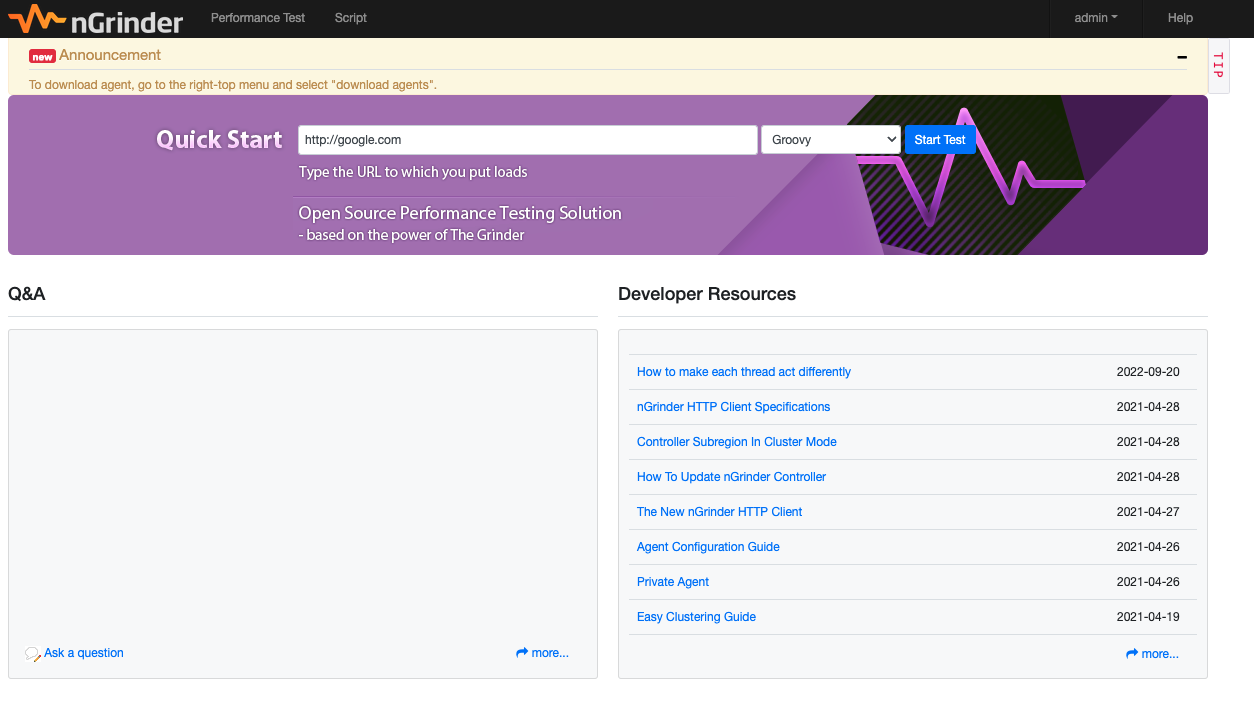 nGrinder Performance Test Script admin Help
new Announcement
To download agent, go to the right-top menu and select "download agents".
TIP
Quick Start http://google.com Groovy Start Test
Type the URL to which you put loads
Open Source Performance Testing Solution
- based on the power of The Grinder
Q&A
Ask a question more...
Developer Resources
How to make each thread act differently 2022-09-20
nGrinder HTTP Client Specifications 2021-04-28
Controller Subregion In Cluster Mode 2021-04-28
How To Update nGrinder Controller 2021-04-28
The New nGrinder HTTP Client 2021-04-27
Agent Configuration Guide 2021-04-26
Private Agent 2021-04-26
Easy Clustering Guide 2021-04-19
more...